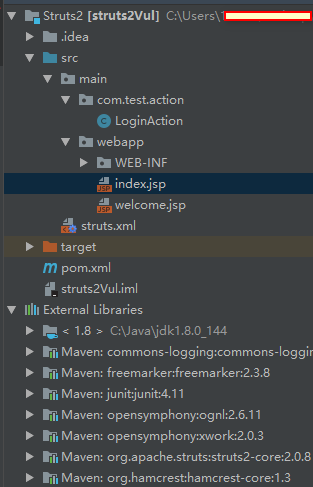 Struts2 [struts2Vul] C:\Users\1
.idea
src
main
com.test.action
LoginAction
webapp
WEB-INF
index.jsp
welcome.jsp
struts.xml
target
pom.xml
struts2Vul.iml
External Libraries
< 1.8 > C:\Java\jdk1.8.0_144
Maven: commons-logging:commons-loggin
Maven: freemarker:freemarker:2.3.8
Maven: junit:junit:4.11
Maven: opensymphony:ognl:2.6.11
Maven: opensymphony:xwork:2.0.3
Maven: org.apache.struts:struts2-core:2.0.8
Maven: org.hamcrest:hamcrest-core:1.3